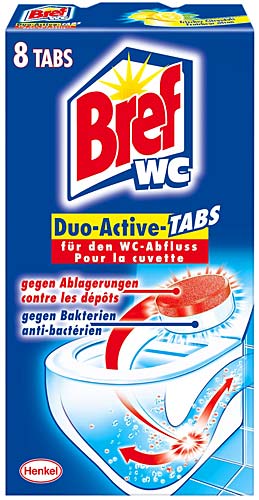 8 TABS
Bref
WC
Duo-Active-TABS
für den WC-Abfluss
Pour la cuvette
gegen Ablagerungen
contre les dépôts
gegen Bakterien
anti-bactérien
Henkel